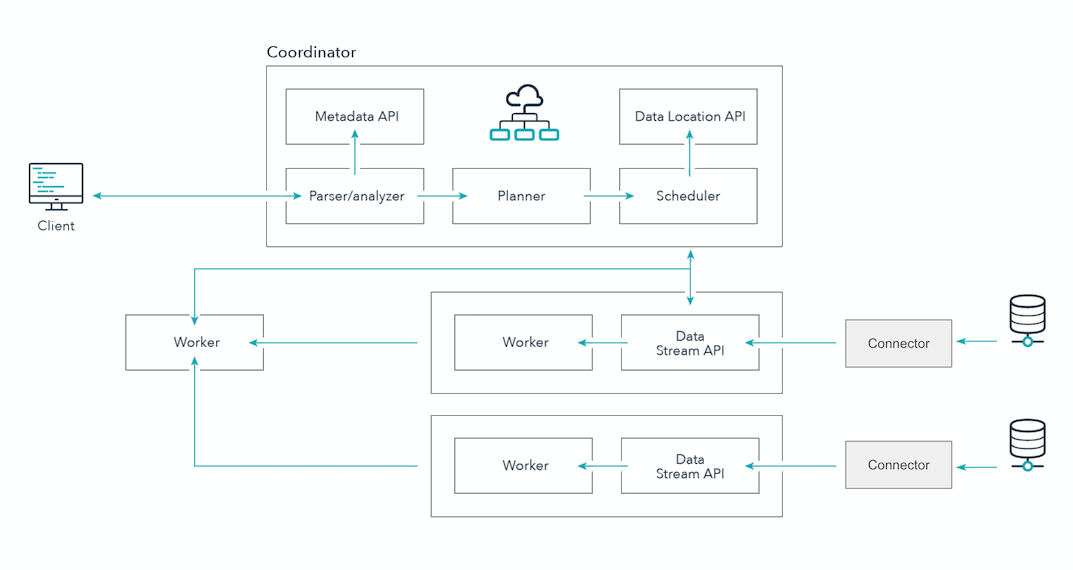 Coordinator
Metadata API
Data Location API
Parser/analyzer
Planner
Scheduler
Client
Worker
Worker
Data
Stream API
Connector
Worker
Data
Stream API
Connector